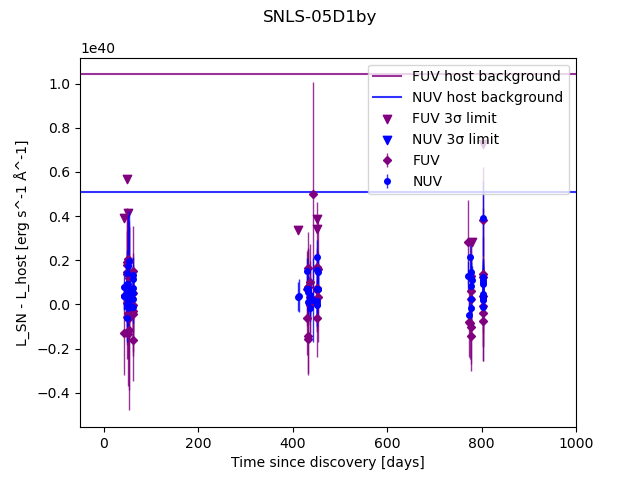 SNLS-05D1by
1e40
1.0
0.8
0.6
0.4
0.2
0.0
−0.2
−0.4
L_SN - L_host [erg s^-1 Å^-1]
FUV host background
NUV host background
FUV 3σ limit
NUV 3σ limit
FUV
NUV
0 200 400 600 800 1000
Time since discovery [days]